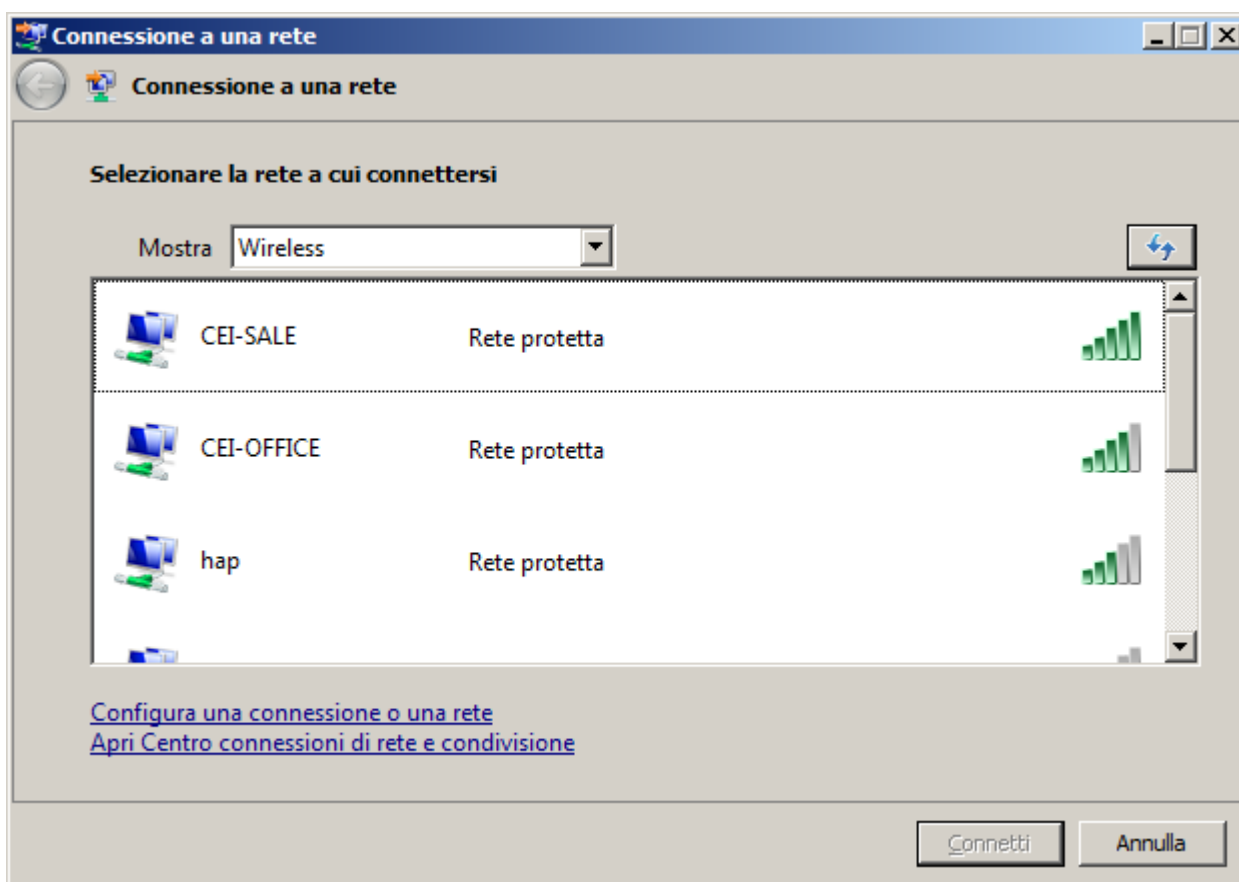 Connessione a una rete
Connessione a una rete
Selezionare la rete a cui connettersi
Mostra Wireless
CEI-SALE Rete protetta
CEI-OFFICE Rete protetta
hap Rete protetta
Configura una connessione o una rete
Apri Centro connessioni di rete e condivisione
Connetti Annulla